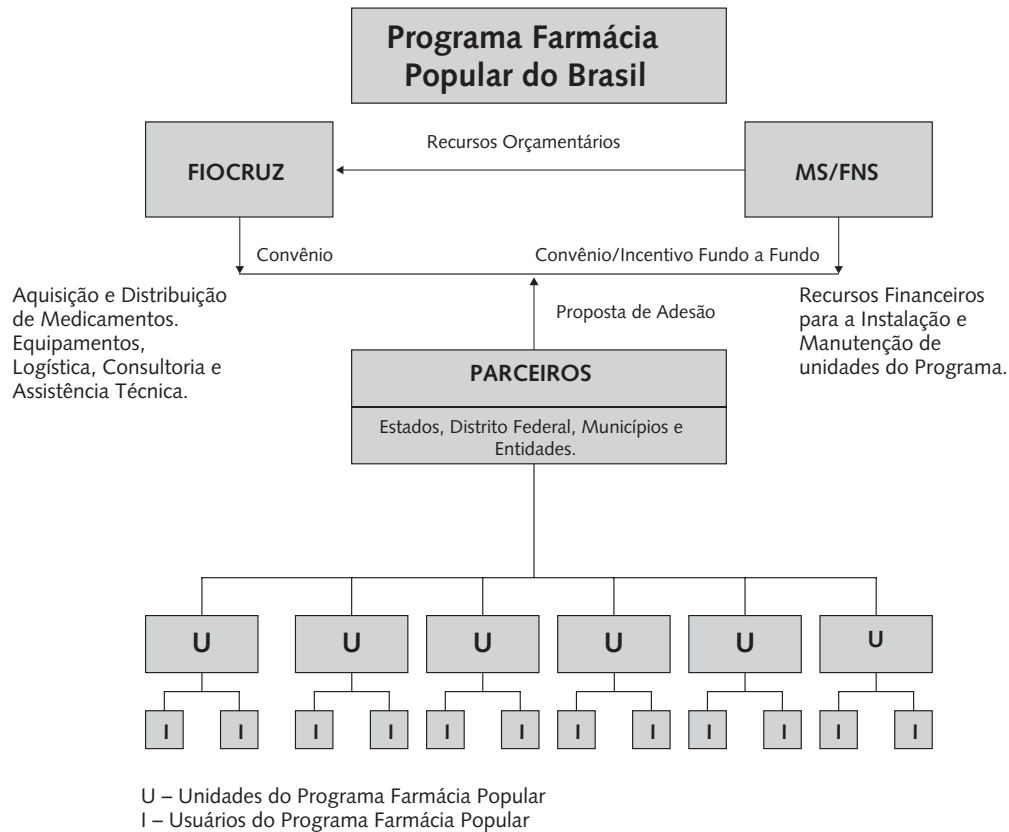 Programa Farmácia
Popular do Brasil
Recursos Orçamentários
FIOCRUZ
MS/FNS
Convênio
Convênio/Incentivo Fundo a Fundo
Aquisição e Distribuição
de Medicamentos.
Equipamentos,
Logística, Consultoria e
Assistência Técnica.
Proposta de Adesão
Recursos Financeiros
para a Instalação e
Manutenção de
unidades do Programa.
PARCEIROS
Estados, Distrito Federal, Municípios e
Entidades.
U U U U U U
I I I I I I I I I I I I
U – Unidades do Programa Farmácia Popular
I – Usuários do Programa Farmácia Popular